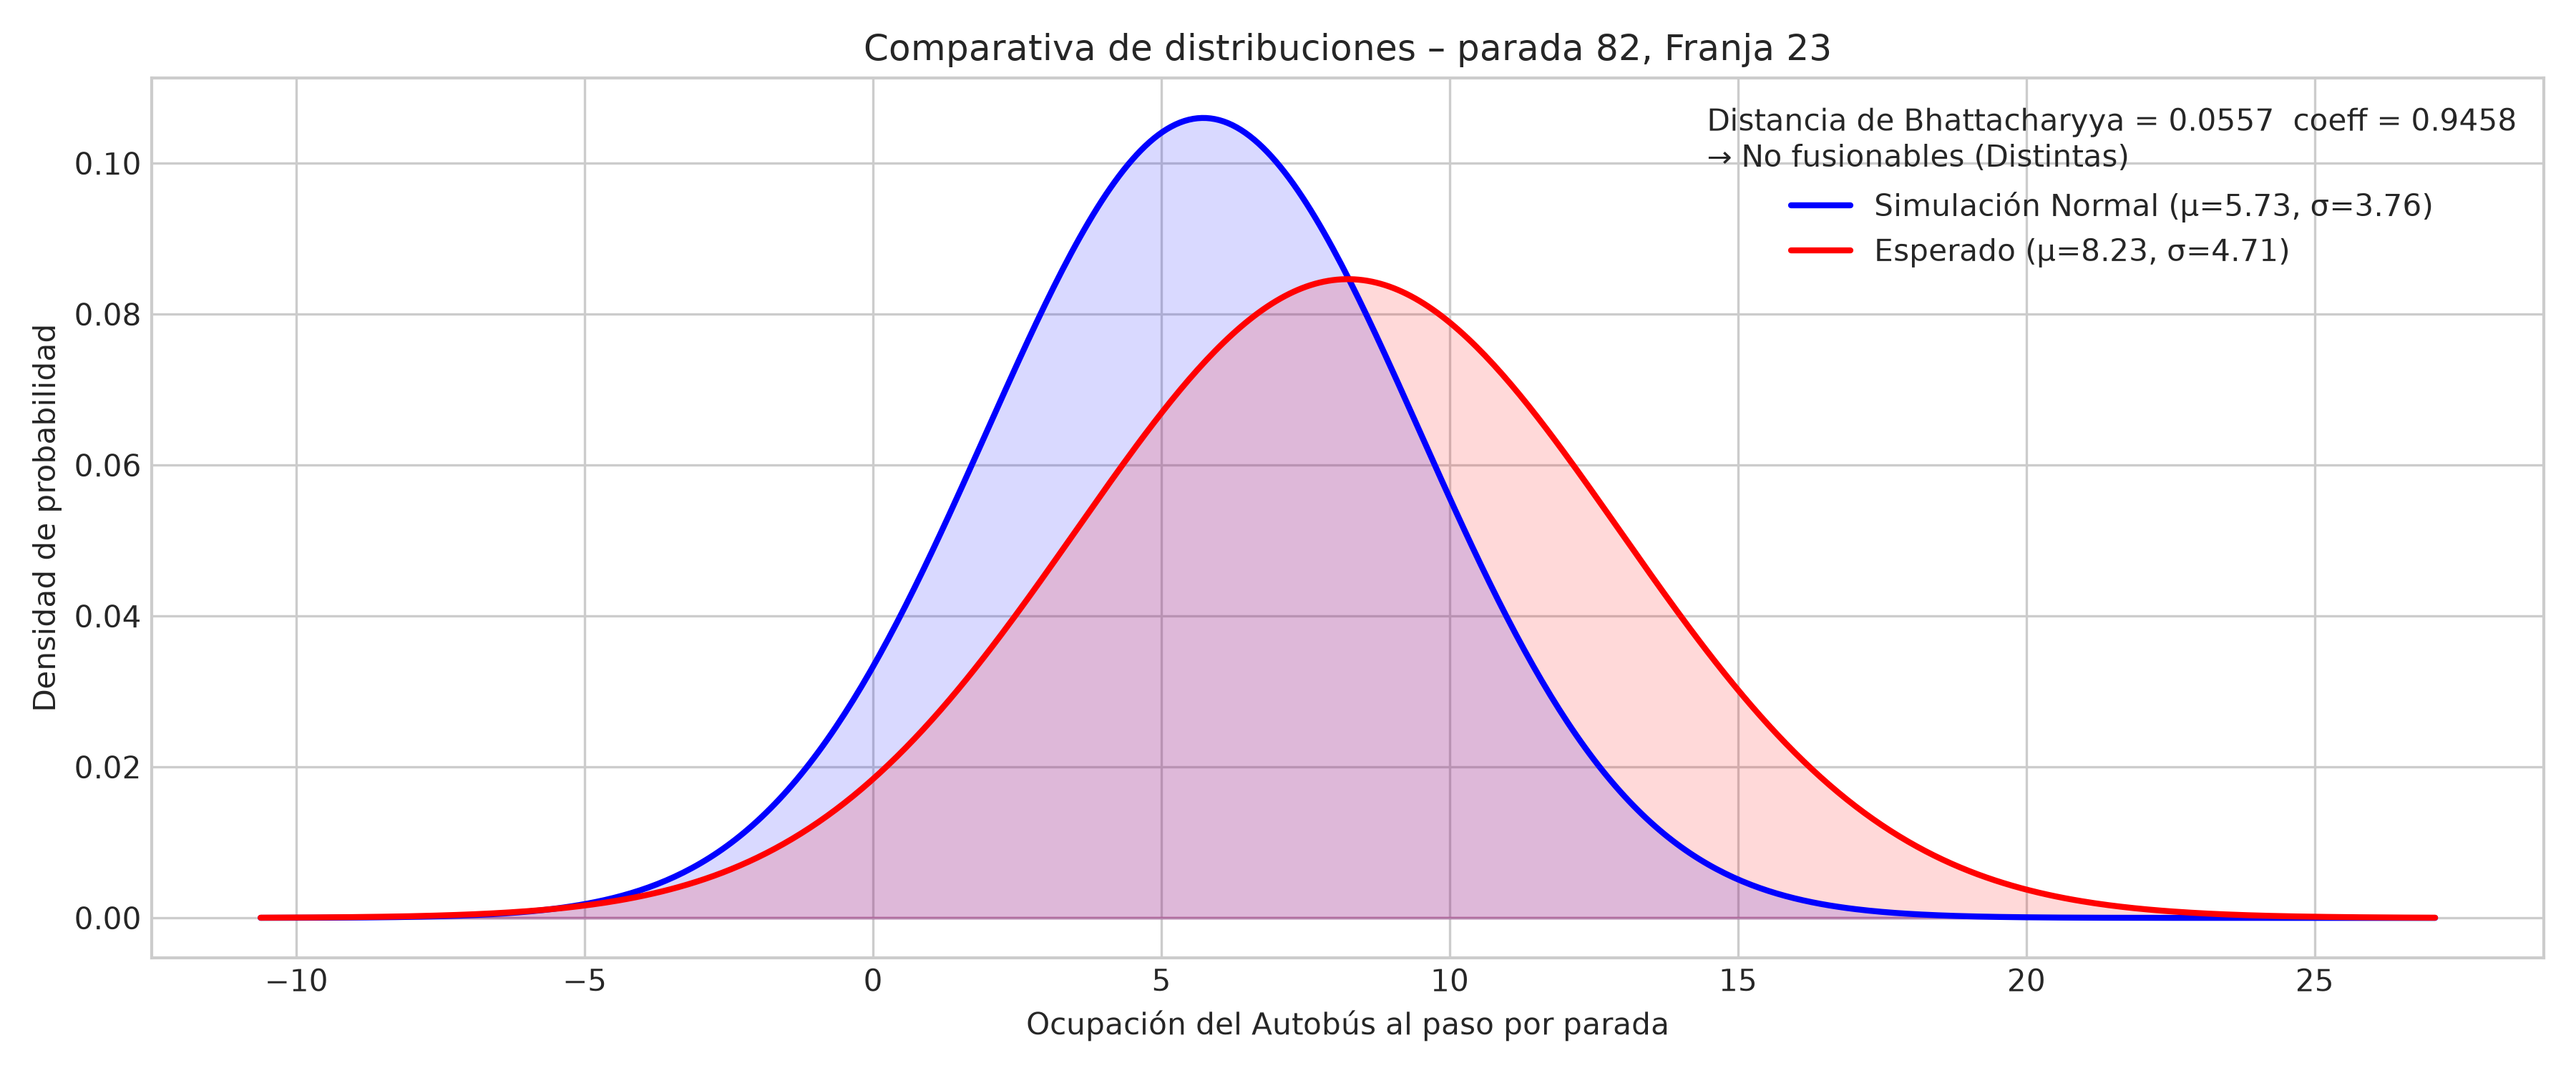 Comparativa de distribuciones – parada 82, Franja 23
Distancia de Bhattacharyya = 0.0557  coeff = 0.9458
→ No fusionables (Distintas)
Simulación Normal (μ=5.73, σ=3.76)
Esperado (μ=8.23, σ=4.71)
Densidad de probabilidad
0.10
0.08
0.06
0.04
0.02
0.00
−10
−5
0
5
10
15
20
25
Ocupación del Autobús al paso por parada